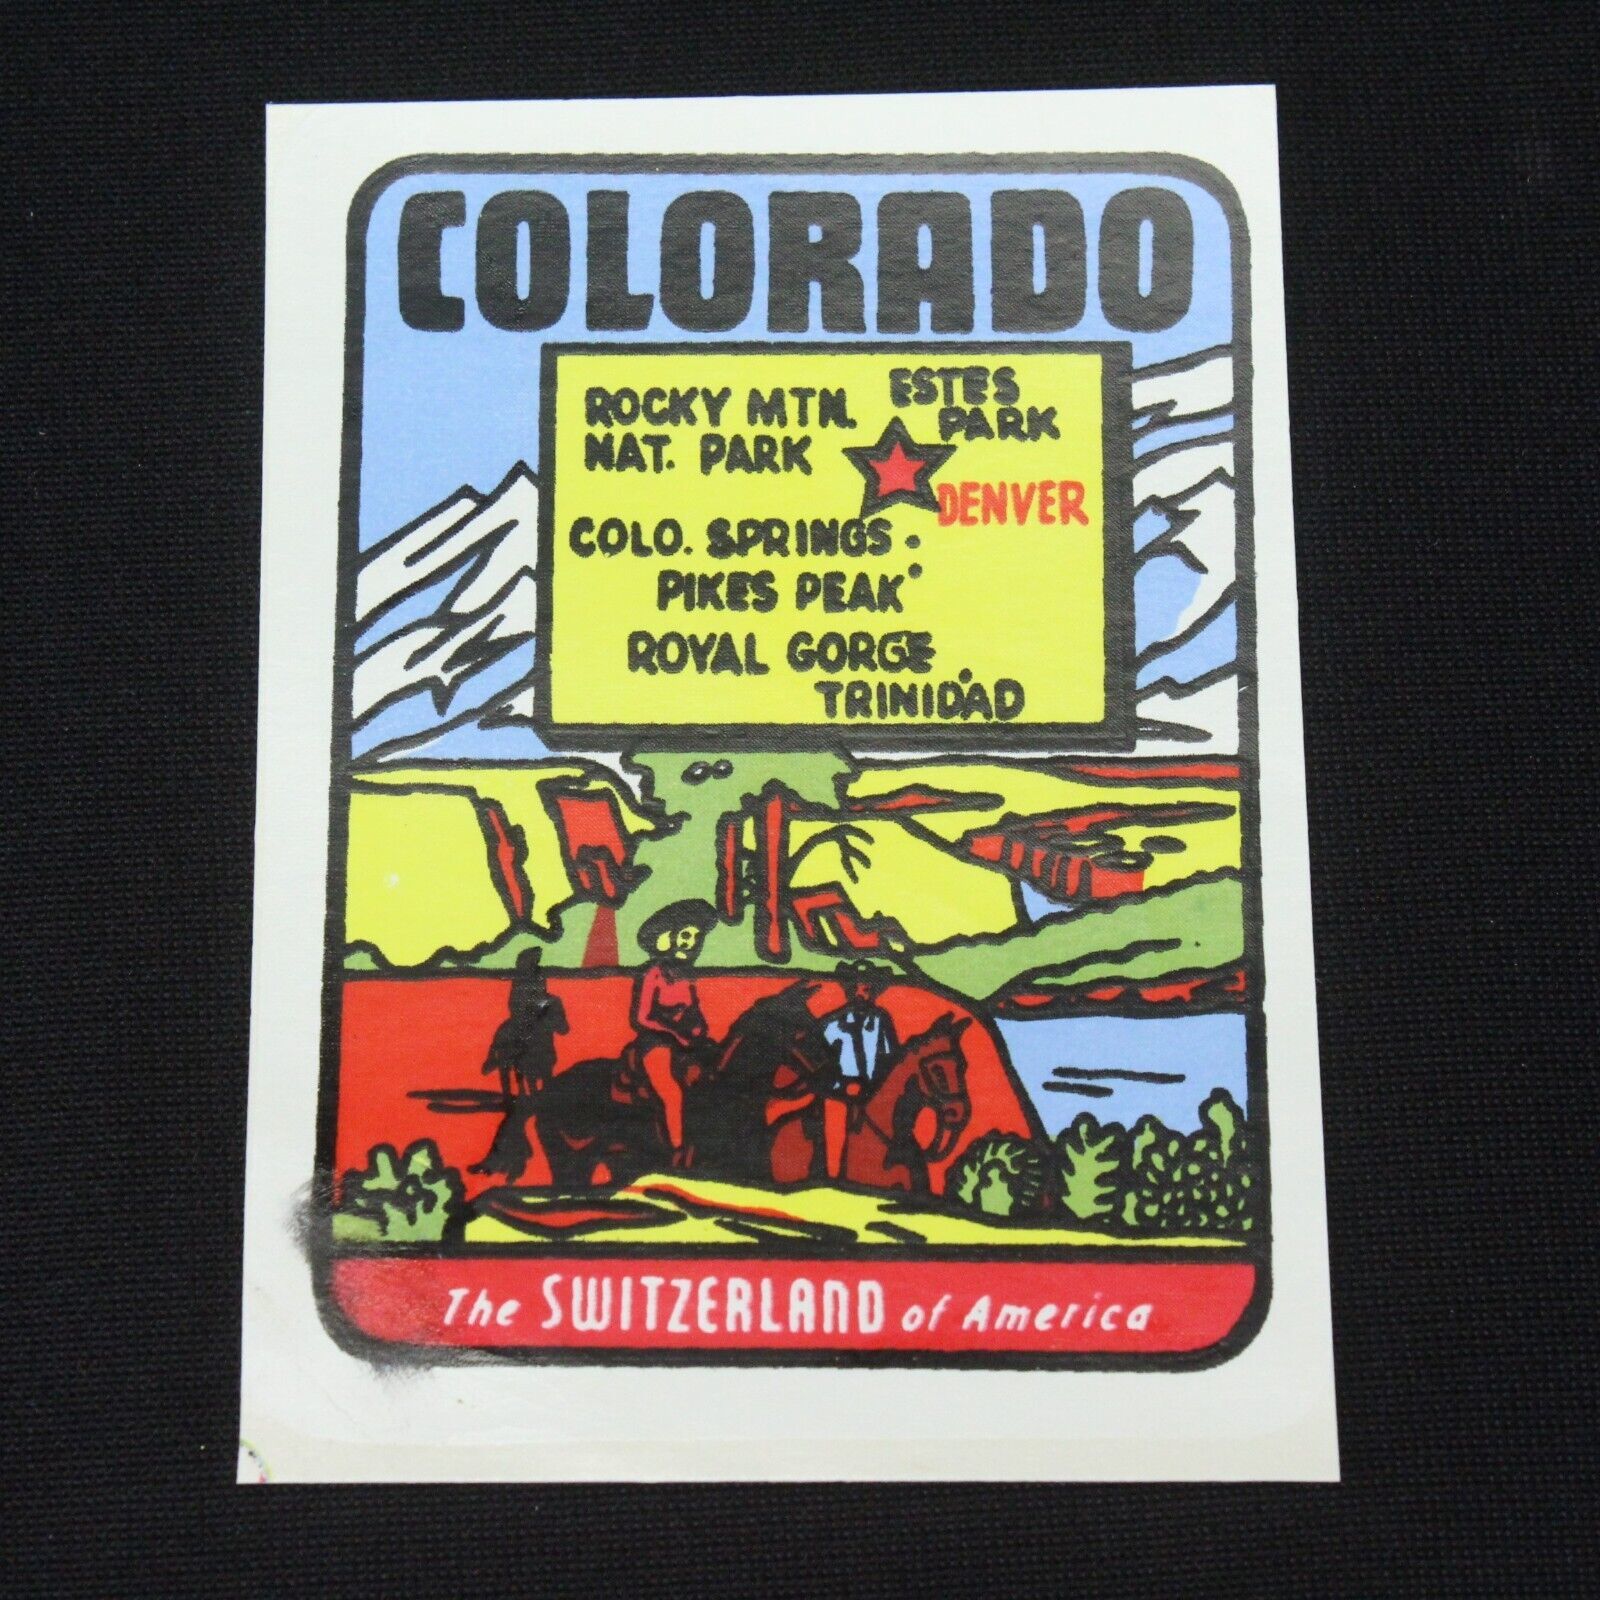 COLORADO
ROCKY MTN.
NAT. PARK
ESTES
PARK
DENVER
COLO. SPRINGS
PIKES PEAK
ROYAL GORGE
TRINIDAD
The SWITZERLAND of America